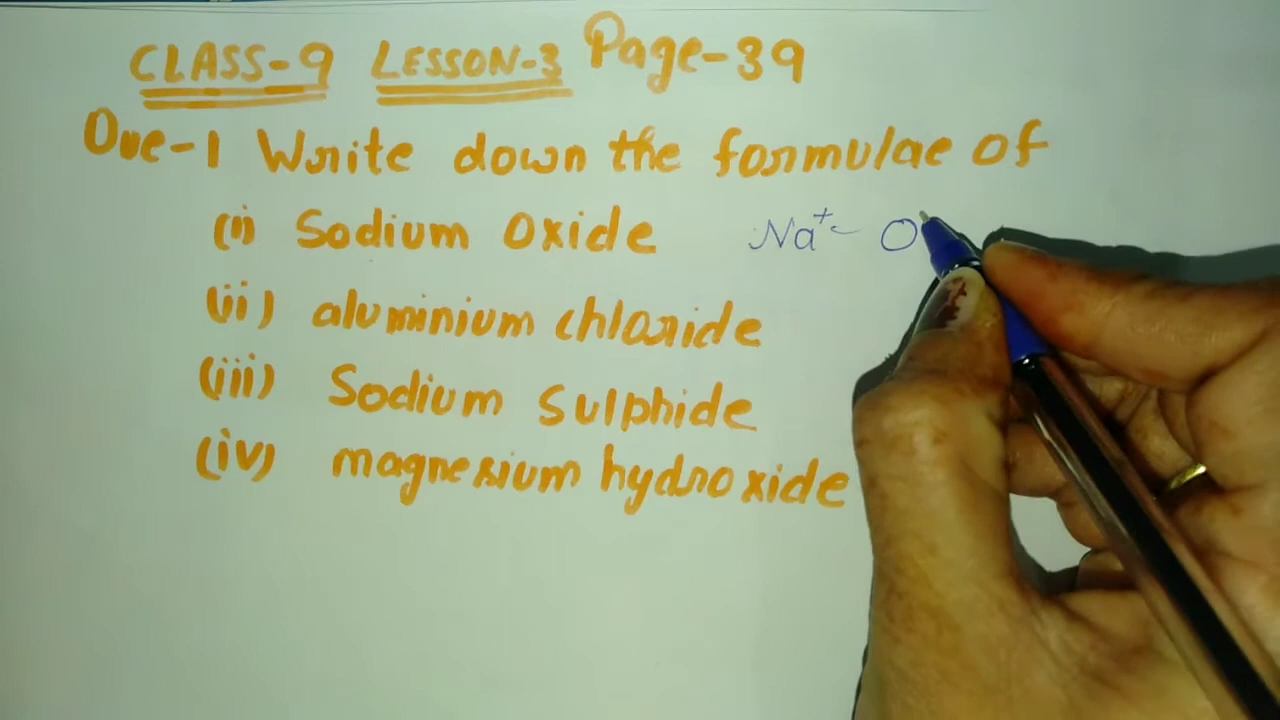 CLASS-9 LESSON-3 Page-39
Que-1 Write down the formulae of
(i) Sodium Oxide Na+ - O
(ii) aluminium chloride
(iii) Sodium Sulphide
(iv) magnesium hydroxide